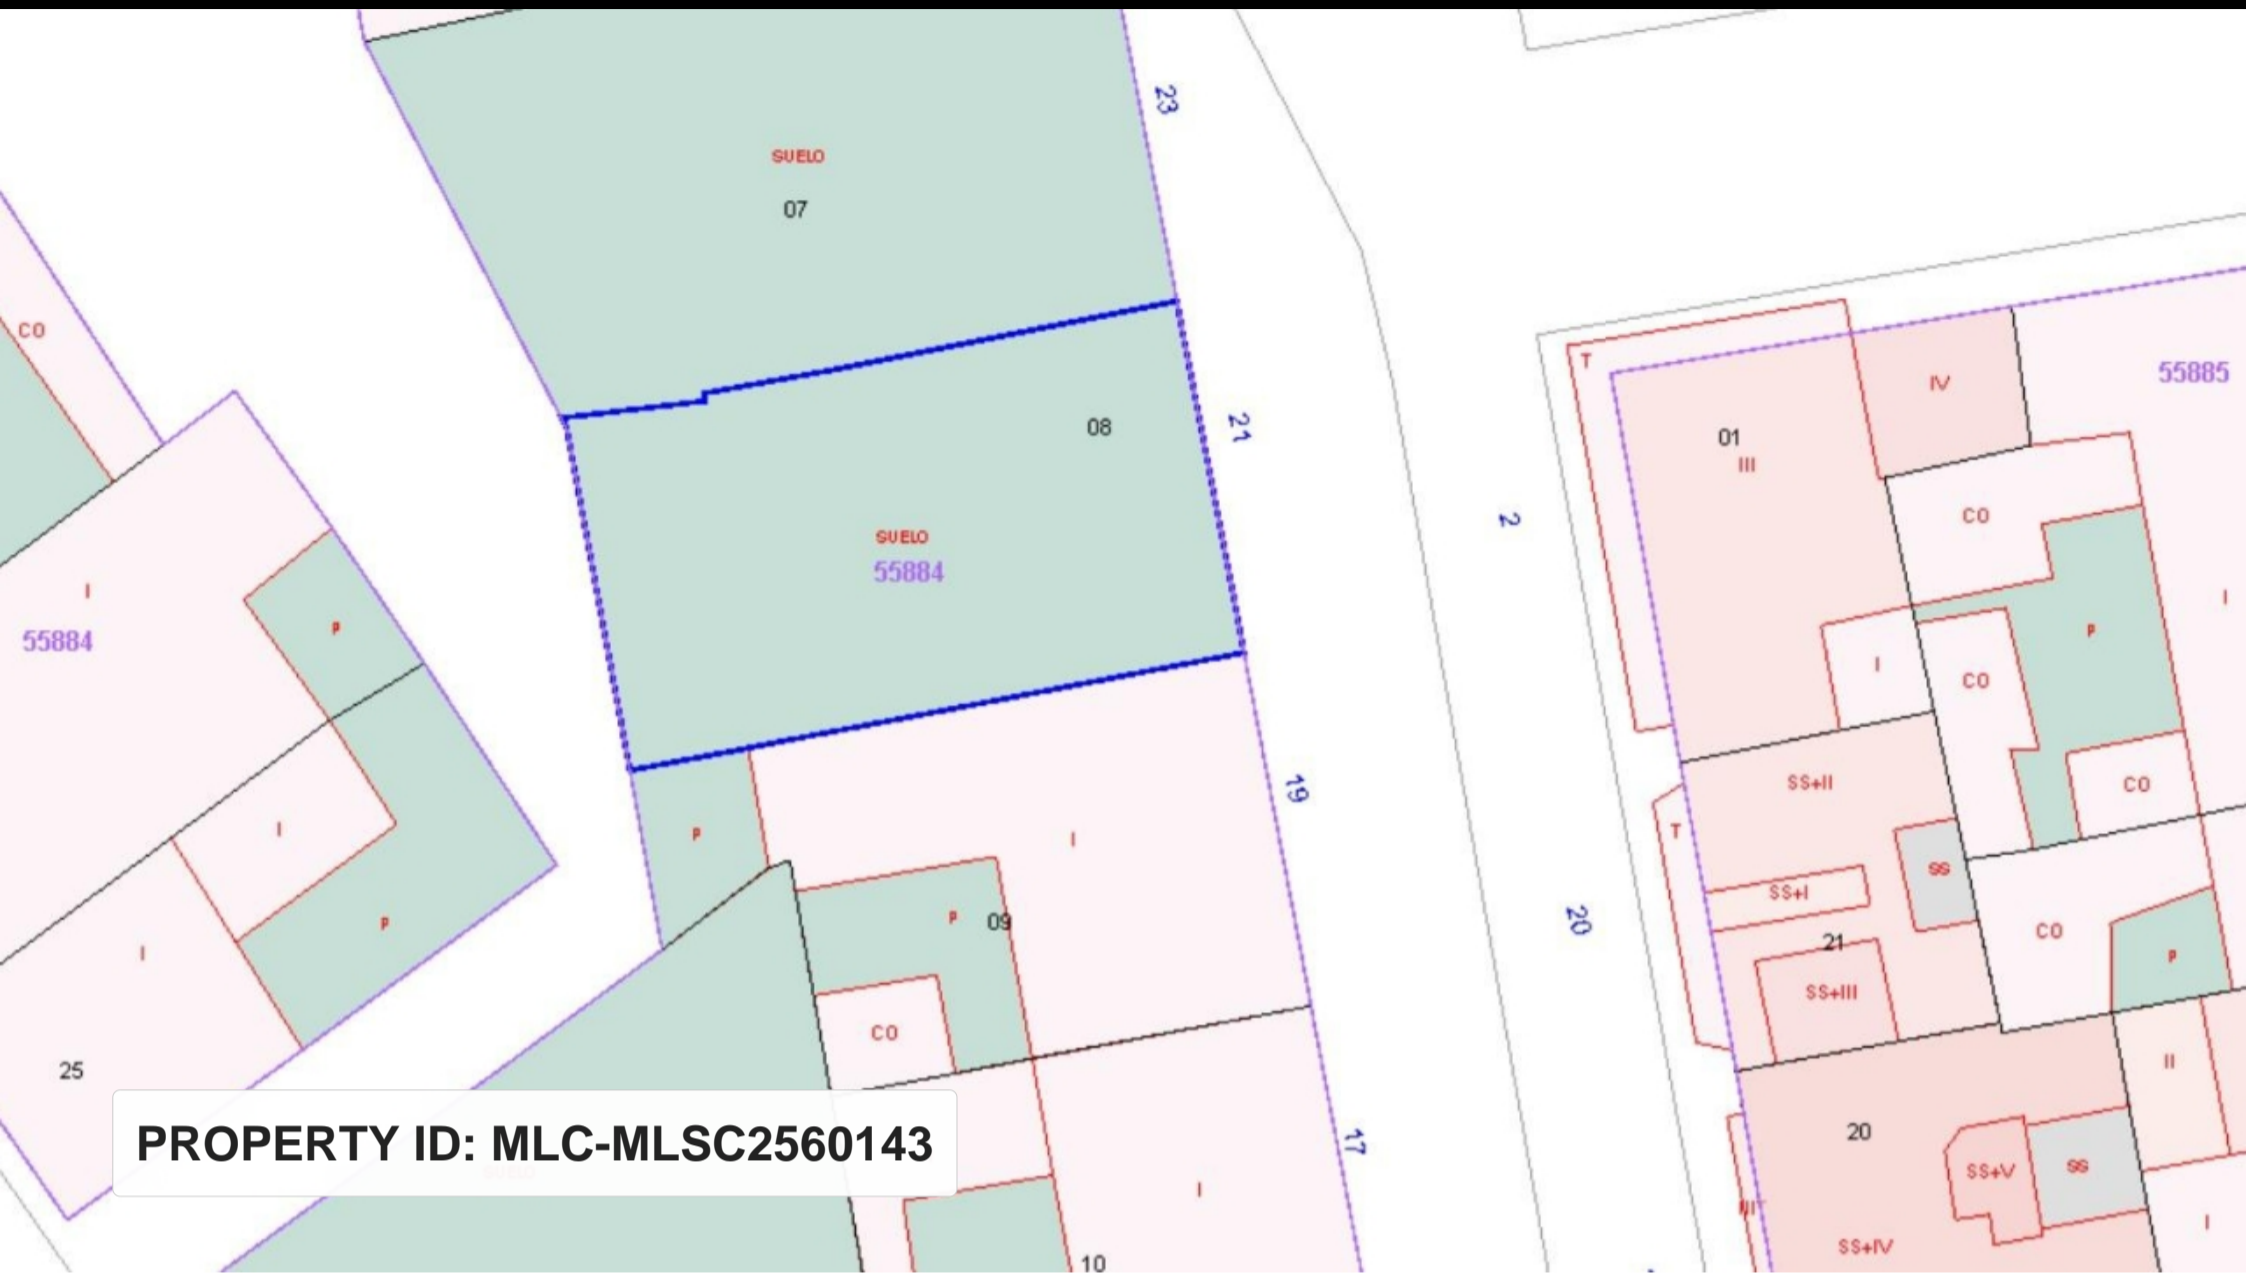 23
SUELO
07
CO
IV
55885
T
01
III
08
21
CO
2
SUELO
55884
I
I
P
P
55884
I
CO
SS+II
CO
19
I
P
I
T
SS
SS+I
20
P
09
P
21
CO
I
P
SS+III
CO
25
II
20
PROPERTY ID: MLC-MLSC2560143
17
SS+V
SS
I
III
I
SS+IV
10